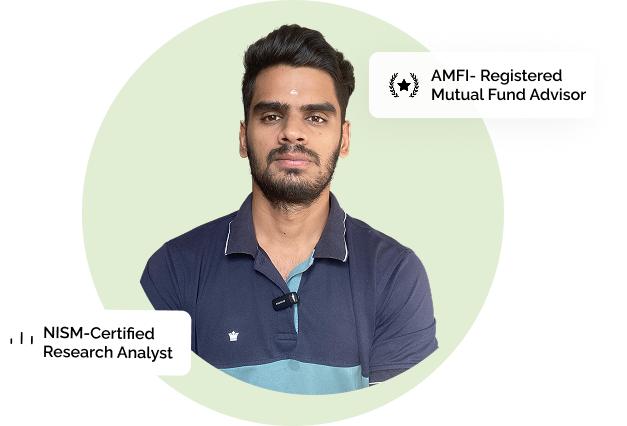 AMFI- Registered
Mutual Fund Advisor
NISM-Certified
Research Analyst